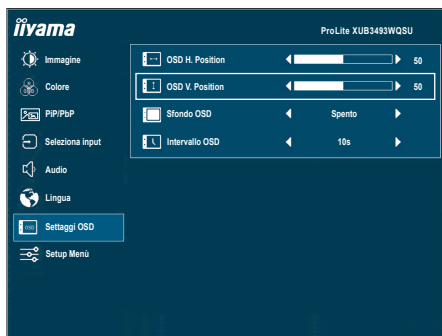 iiyama
ProLite XUB3493WQSU
Immagine
Colore
PiP/PbP
Seleziona input
Audio
Lingua
OSD Settaggi OSD
Setup Menù
OSD H. Position 50
OSD V. Position 50
Sfondo OSD Spento
Intervallo OSD 10s